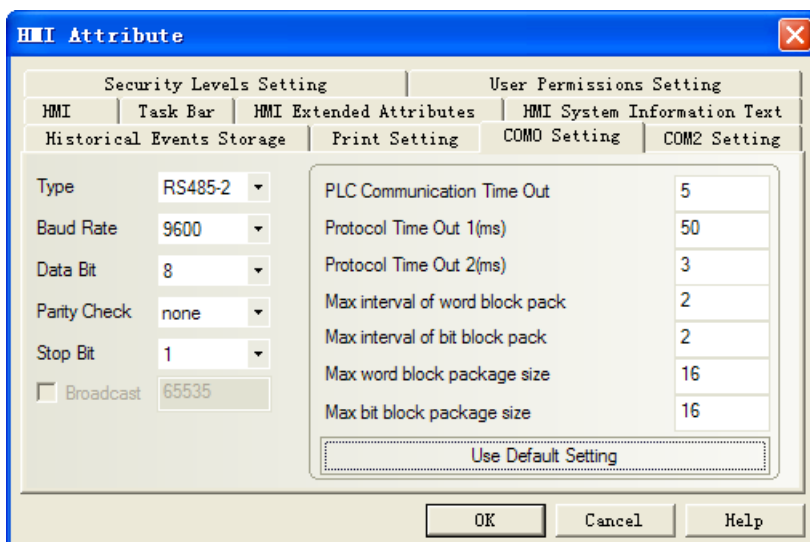 HMI Attribute
Security Levels Setting User Permissions Setting
HMI Task Bar HMI Extended Attributes HMI System Information Text
Historical Events Storage Print Setting COM0 Setting COM2 Setting
Type RS485-2 PLC Communication Time Out 5
Baud Rate 9600 Protocol Time Out 1(ms) 50
Data Bit 8 Protocol Time Out 2(ms) 3
Parity Check none Max interval of word block pack 2
Stop Bit 1 Max interval of bit block pack 2
Broadcast 65535 Max word block package size 16
Max bit block package size 16
Use Default Setting
OK Cancel Help